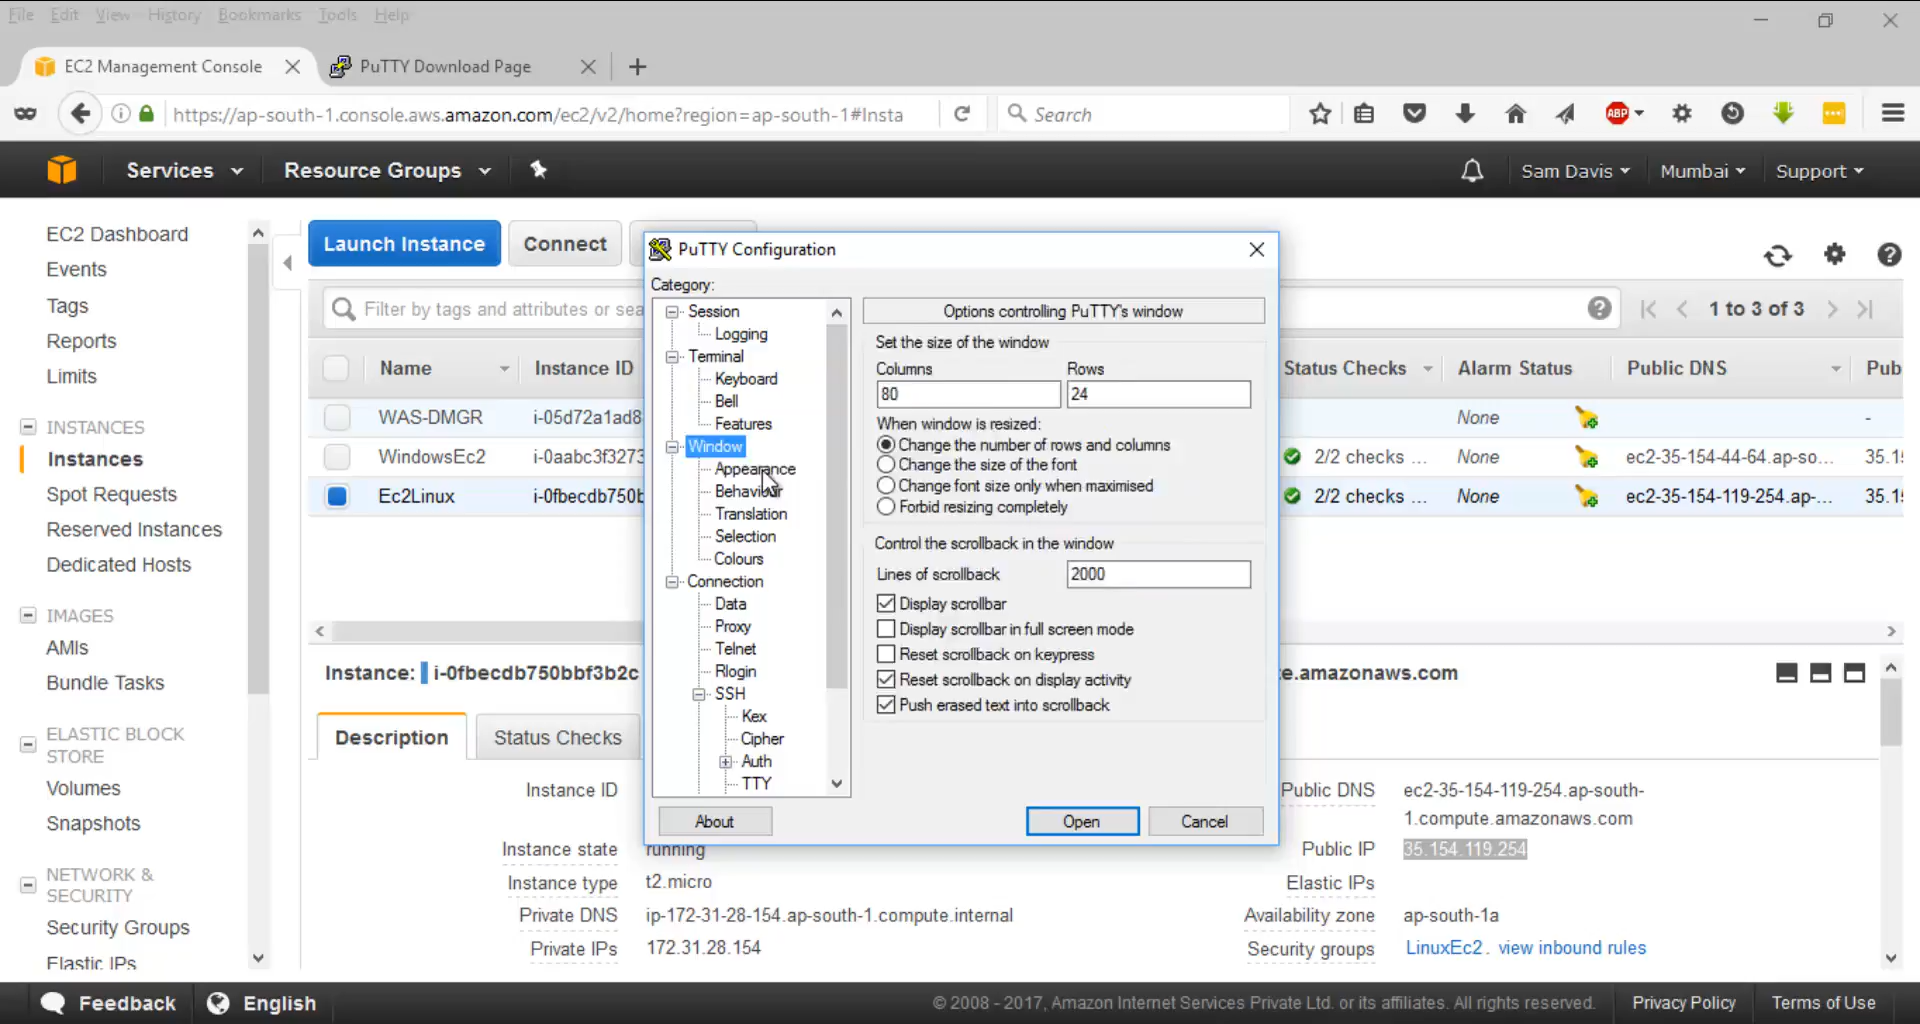 File Edit View History Bookmarks Tools Help
EC2 Management Console
PuTTY Download Page
https://ap-south-1.console.aws.amazon.com/ec2/v2/home?region=ap-south-1#Insta
Search
ABP
Services
Resource Groups
Sam Davis
Mumbai
Support
EC2 Dashboard
Events
Tags
Reports
Limits
INSTANCES
Instances
Spot Requests
Reserved Instances
Dedicated Hosts
IMAGES
AMIs
Bundle Tasks
ELASTIC BLOCK
STORE
Volumes
Snapshots
NETWORK &
SECURITY
Security Groups
Elastic IPs
Launch Instance
Connect
Filter by tags and attributes or sea
1 to 3 of 3
Name
Instance ID
Status Checks
Alarm Status
Public DNS
Pub
WAS-DMGR
i-05d72a1ad8
None
-
WindowsEc2
i-0aabc3f3273
2/2 checks ...
None
ec2-35-154-44-64.ap-so...
35.1
Ec2Linux
i-0fbecdb750b
2/2 checks ...
None
ec2-35-154-119-254.ap-...
35.1
PuTTY Configuration
Category:
Session
Logging
Terminal
Keyboard
Bell
Features
Window
Appearance
Behaviour
Translation
Selection
Colours
Connection
Data
Proxy
Telnet
Rlogin
SSH
Kex
Cipher
Auth
TTY
Options controlling PuTTY's window
Set the size of the window
Columns
Rows
80
24
When window is resized:
Change the number of rows and columns
Change the size of the font
Change font size only when maximised
Forbid resizing completely
Control the scrollback in the window
Lines of scrollback
2000
Display scrollbar
Display scrollbar in full screen mode
Reset scrollback on keypress
Reset scrollback on display activity
Push erased text into scrollback
About
Open
Cancel
Instance: i-0fbecdb750bbf3b2c
e.amazonaws.com
Description
Status Checks
Instance ID
Instance state
running
Instance type
t2.micro
Private DNS
ip-172-31-28-154.ap-south-1.compute.internal
Private IPs
172.31.28.154
Public DNS
ec2-35-154-119-254.ap-south-
1.compute.amazonaws.com
Public IP
35.154.119.254
Elastic IPs
Availability zone
ap-south-1a
Security groups
LinuxEc2. view inbound rules
Feedback
English
© 2008 - 2017, Amazon Internet Services Private Ltd. or its affiliates. All rights reserved.
Privacy Policy
Terms of Use